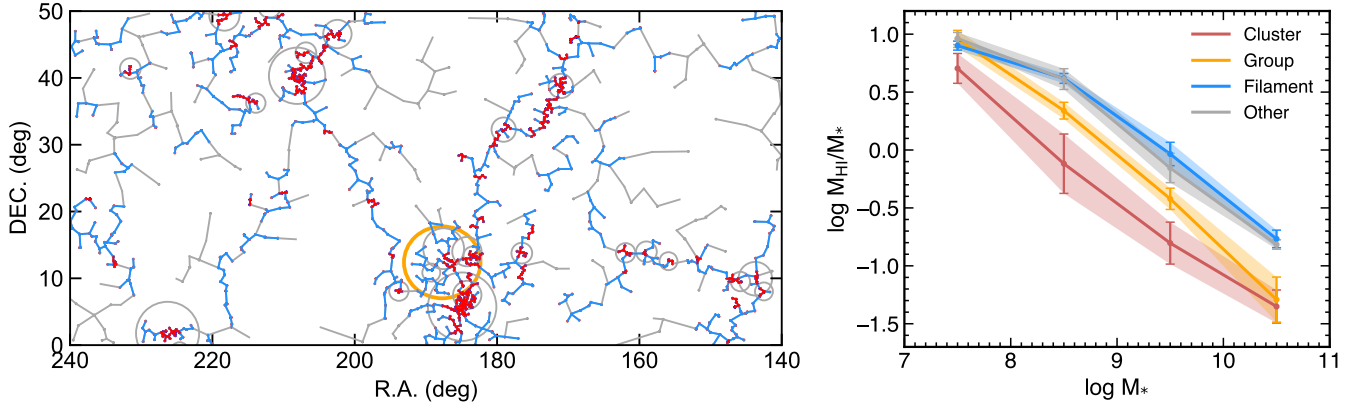 50
40
30
20
10
0
DEC. (deg)
240
220
200
180
160
140
R.A. (deg)
1.0
0.5
0.0
−0.5
−1.0
−1.5
log M_HI/M*
Cluster
Group
Filament
Other
7
8
9
10
11
log M*